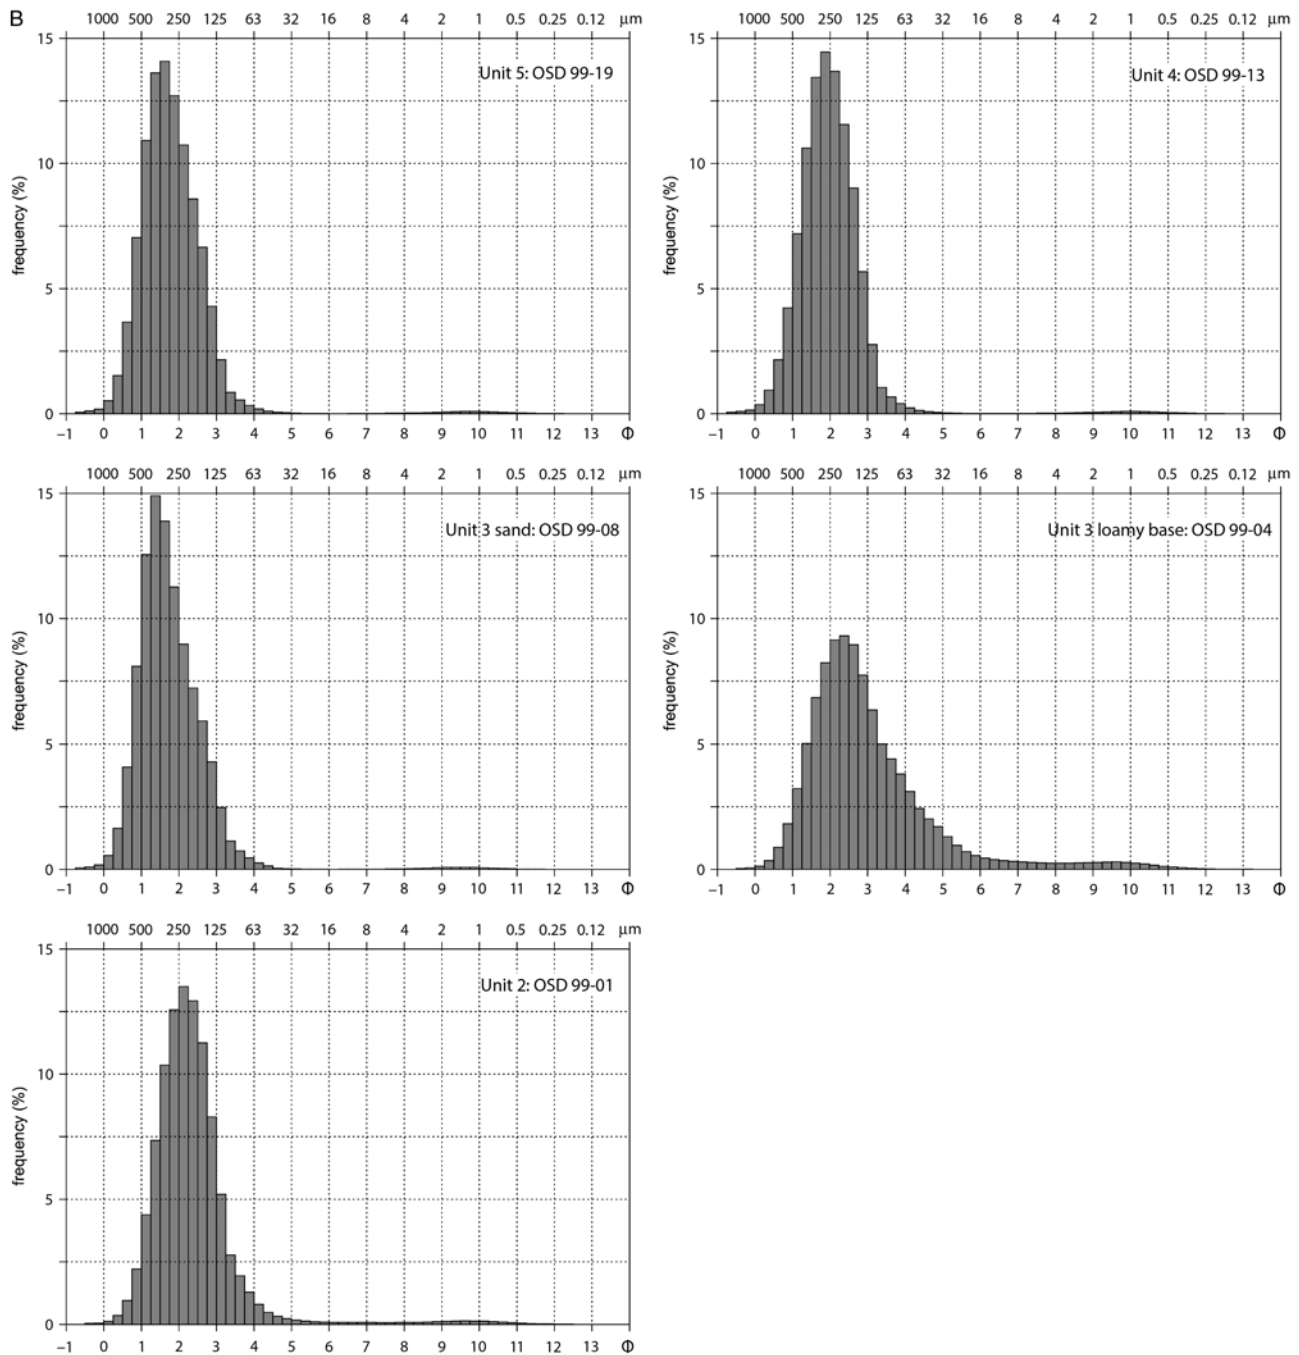 B
1000 500 250 125 63 32 16 8 4 2 1 0.5 0.25 0.12 μm
15
Unit 5: OSD 99-19
10
frequency (%)
5
0
–1 0 1 2 3 4 5 6 7 8 9 10 11 12 13 Φ
1000 500 250 125 63 32 16 8 4 2 1 0.5 0.25 0.12 μm
15
Unit 4: OSD 99-13
10
frequency (%)
5
0
–1 0 1 2 3 4 5 6 7 8 9 10 11 12 13 Φ
1000 500 250 125 63 32 16 8 4 2 1 0.5 0.25 0.12 μm
15
Unit 3 sand: OSD 99-08
10
frequency (%)
5
0
–1 0 1 2 3 4 5 6 7 8 9 10 11 12 13 Φ
1000 500 250 125 63 32 16 8 4 2 1 0.5 0.25 0.12 μm
15
Unit 3 loamy base: OSD 99-04
10
frequency (%)
5
0
–1 0 1 2 3 4 5 6 7 8 9 10 11 12 13 Φ
1000 500 250 125 63 32 16 8 4 2 1 0.5 0.25 0.12 μm
15
Unit 2: OSD 99-01
10
frequency (%)
5
0
–1 0 1 2 3 4 5 6 7 8 9 10 11 12 13 Φ